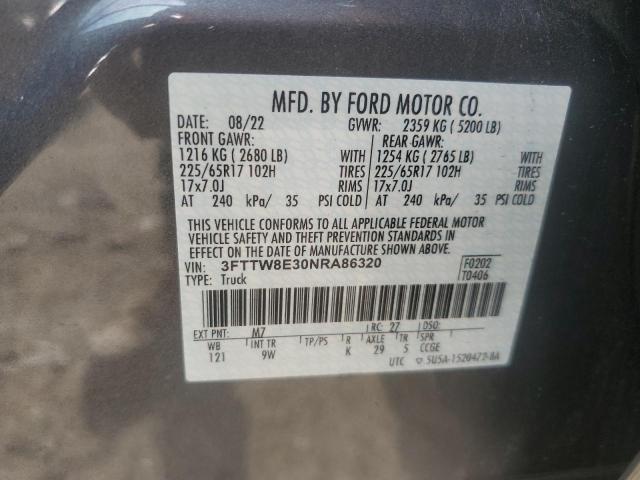 MFD. BY FORD MOTOR CO.
DATE: 08/22 GVWR: 2359 KG ( 5200 LB)
FRONT GAWR: REAR GAWR:
1216 KG ( 2680 LB) WITH 1254 KG ( 2765 LB) WITH
225/65R17 102H TIRES 225/65R17 102H TIRES
17x7.0J RIMS 17x7.0J RIMS
AT 240 kPa/ 35 PSI COLD AT 240 kPa/ 35 PSI COLD
THIS VEHICLE CONFORMS TO ALL APPLICABLE FEDERAL MOTOR
VEHICLE SAFETY AND THEFT PREVENTION STANDARDS IN
EFFECT ON THE DATE OF MANUFACTURE SHOWN ABOVE.
VIN: 3FTTW8E30NRA86320 F0202
TYPE: Truck T0406
EXT PNT: M7 RC: 27 DSO:
WB INT TR TP/PS R AXLE TR SPR
121 9W K 29 5 CCGE
UTC 5U5A-1520472-BA